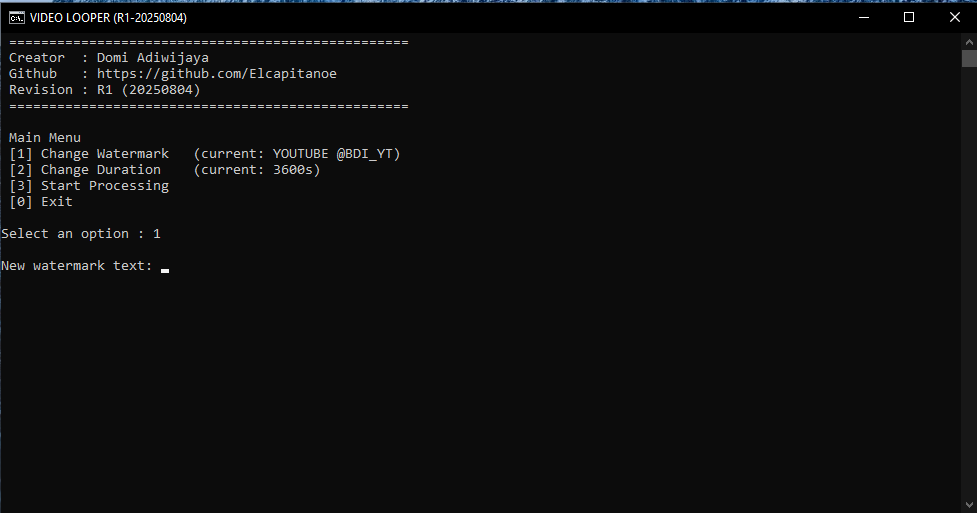 VIDEO LOOPER (R1-20250804)
==================================================
Creator  : Domi Adiwijaya
Github   : https://github.com/Elcapitanoe
Revision : R1 (20250804)
==================================================
Main Menu
[1] Change Watermark   (current: YOUTUBE @BDI_YT)
[2] Change Duration    (current: 3600s)
[3] Start Processing
[0] Exit
Select an option : 1
New watermark text: